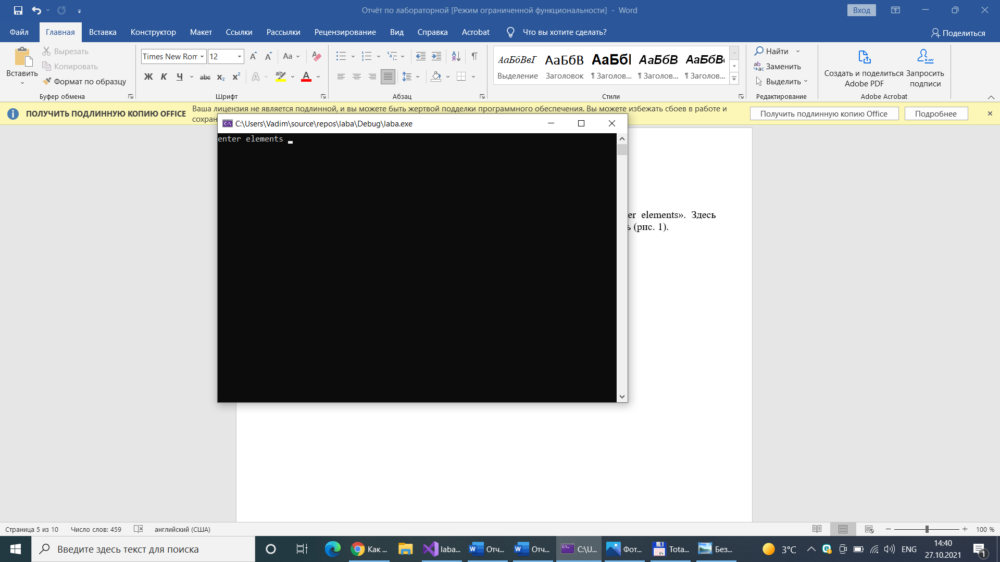 Отчёт по лабораторной [Режим ограниченной функциональности] - Word
Вход
Файл Главная Вставка Конструктор Макет Ссылки Рассылки Рецензирование Вид Справка Acrobat Что вы хотите сделать? Поделиться
Вставить
Вырезать
Копировать
Формат по образцу
Буфер обмена
Times New Ror 12
Aa
Ж К Ч abc x₂ x² A ab A
Шрифт
Абзац
АаБбВвГ АаБбВ АаБбІ АаБбВ АаБбВ
Выделение Заголовок ¶ Заголов... ¶ Заголов... ¶ Заголов...
Стили
Найти
Заменить
Выделить
Редактирование
Создать и поделиться Adobe PDF
Запросить подписи
Adobe Acrobat
ПОЛУЧИТЬ ПОДЛИННУЮ КОПИЮ OFFICE
Ваша лицензия не является подлинной, и вы можете быть жертвой подделки программного обеспечения. Вы можете избежать сбоев в работе и
сохран
Получить подлинную копию Office
Подробнее
C:\Users\Vadim\source\repos\laba\Debug\laba.exe
enter elements
er elements». Здесь
ь (рис. 1).
Страница 5 из 10 Число слов: 459 английский (США) 100 %
Введите здесь текст для поиска
Как ... laba... Отч... Отч... C:\U... Фот... Tota... Без...
3°C ENG 14:40
27.10.2021
1